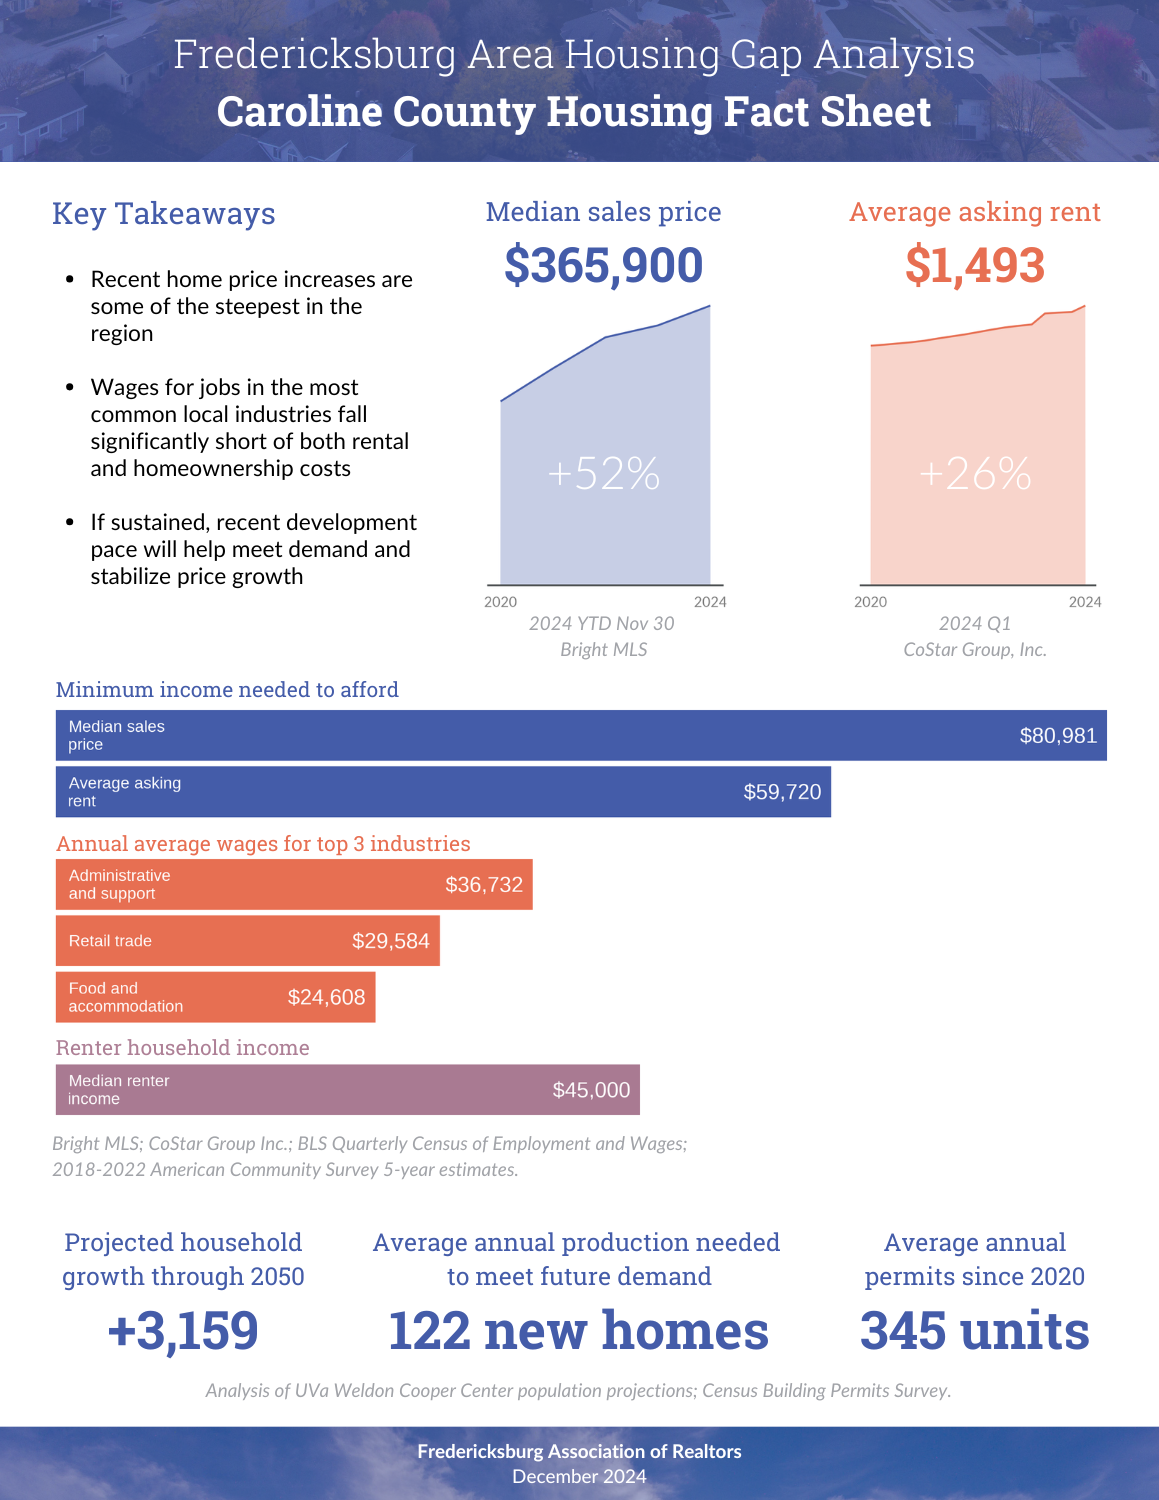 Fredericksburg Area Housing Gap Analysis
Caroline County Housing Fact Sheet
Key Takeaways
• Recent home price increases are
some of the steepest in the
region
• Wages for jobs in the most
common local industries fall
significantly short of both rental
and homeownership costs
• If sustained, recent development
pace will help meet demand and
stabilize price growth
Median sales price
$365,900
+52%
2020 2024
2024 YTD Nov 30
Bright MLS
Average asking rent
$1,493
+26%
2020 2024
2024 Q1
CoStar Group, Inc.
Minimum income needed to afford
Median sales
price
$80,981
Average asking
rent
$59,720
Annual average wages for top 3 industries
Administrative
and support
$36,732
Retail trade $29,584
Food and
accommodation
$24,608
Renter household income
Median renter
income
$45,000
Bright MLS; CoStar Group Inc.; BLS Quarterly Census of Employment and Wages;
2018-2022 American Community Survey 5-year estimates.
Projected household
growth through 2050
+3,159
Average annual production needed
to meet future demand
122 new homes
Average annual
permits since 2020
345 units
Analysis of UVa Weldon Cooper Center population projections; Census Building Permits Survey.
Fredericksburg Association of Realtors
December 2024